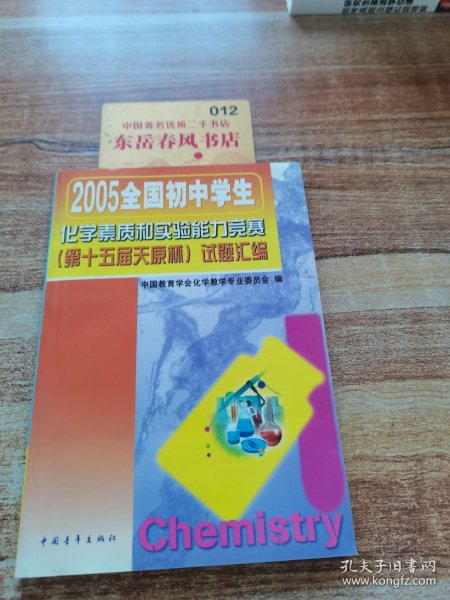 012
中国著名优质二手书店
东岳春风书店
2005全国初中学生
化学素质和实验能力竞赛
(第十五届天原杯) 试题汇编
中国教育学会化学教学专业委员会 编
Chemistry
中国青年出版社
孔夫子旧书网
www.kongfz.com